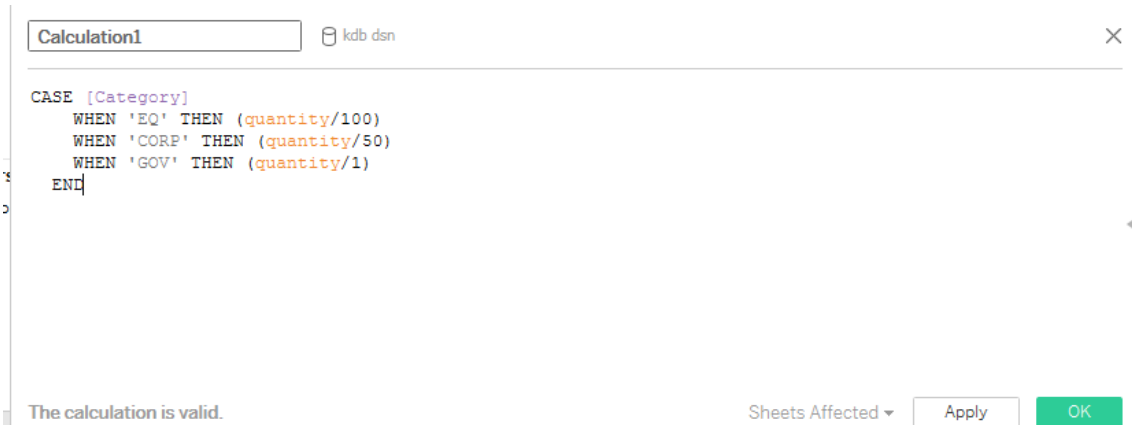 Calculation1 kdb dsn
CASE [Category]
WHEN 'EQ' THEN (quantity/100)
WHEN 'CORP' THEN (quantity/50)
WHEN 'GOV' THEN (quantity/1)
END
The calculation is valid. Sheets Affected Apply OK